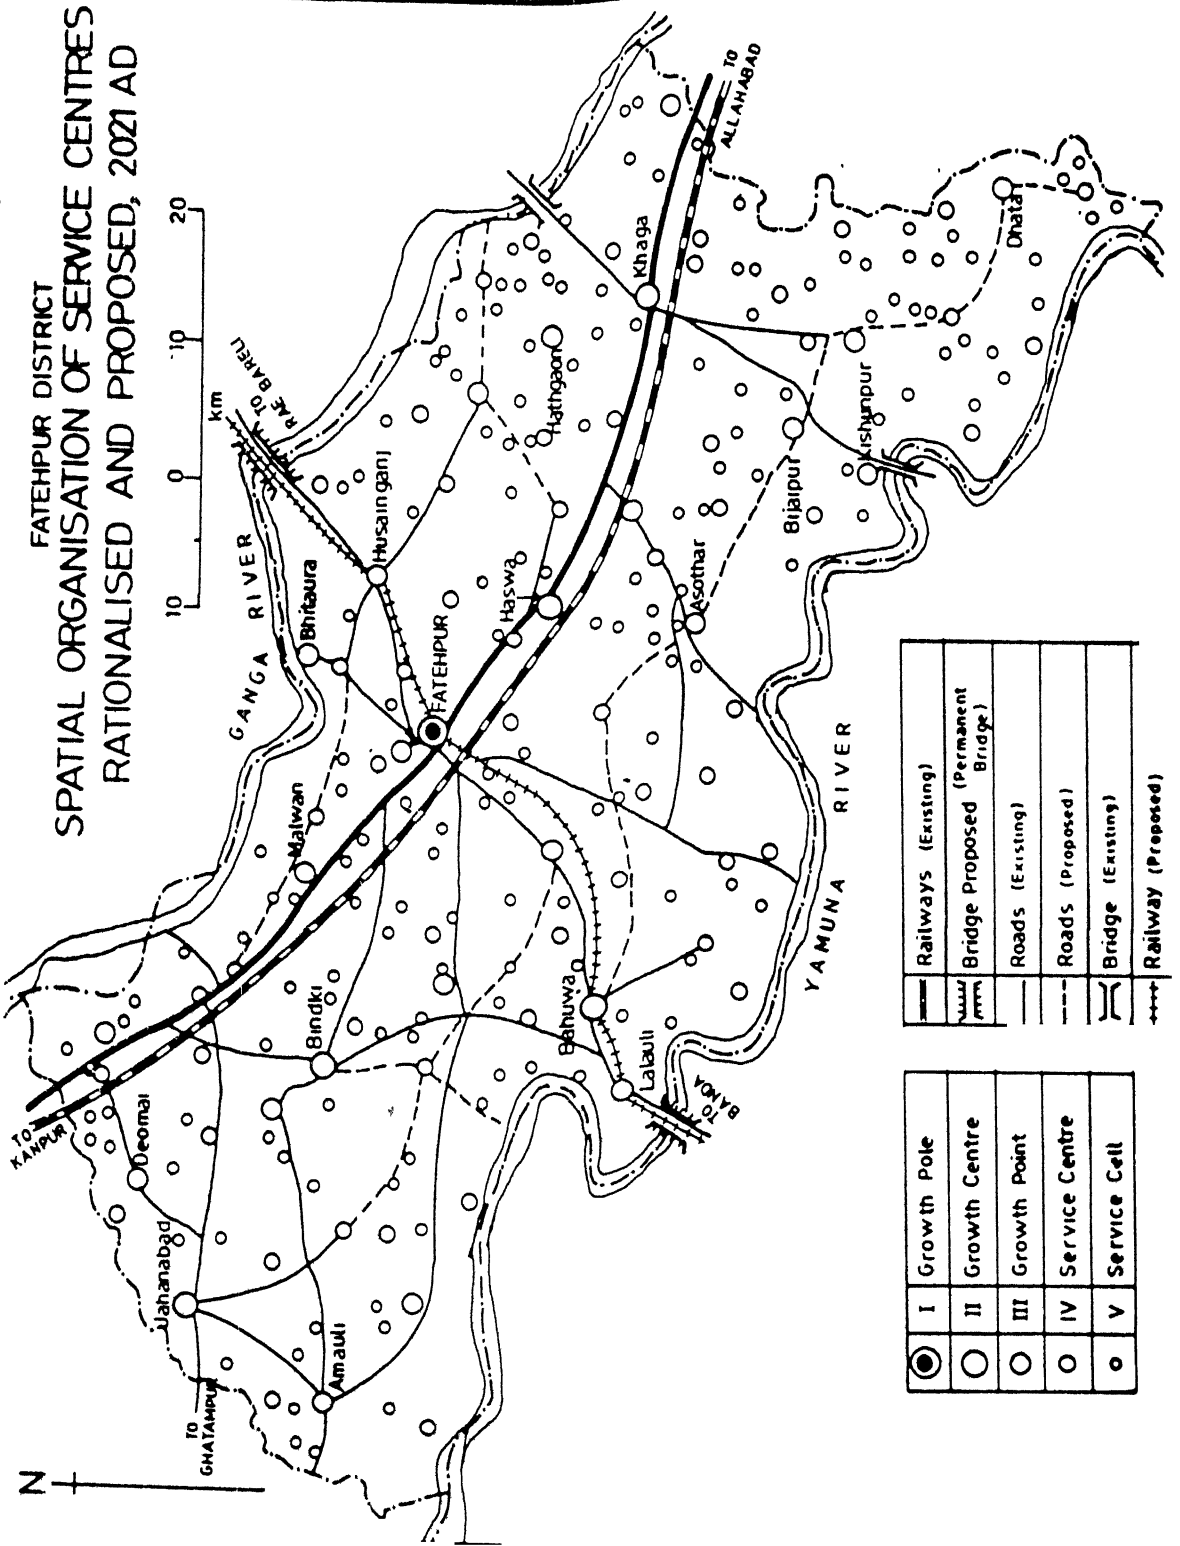 FATEHPUR DISTRICT
SPATIAL ORGANISATION OF SERVICE CENTRES
RATIONALISED AND PROPOSED, 2021 AD
10 0 10 20
km
N
TO RAE BARELI
GANGA RIVER
Bhitaura
Husainganj
FATEHPUR
Haswa
Hathgaon
Khaga
TO ALLAHABAD
Malwan
Asothar
Bijaipur
Kishunpur
Dhata
TO KANPUR
Deomai
Bindki
Bahuwa
Lalauli
TO BANDA
YAMUNA RIVER
Jahanabad
Amauli
TO GHATAMPUR
I Growth Pole
II Growth Centre
III Growth Point
IV Service Centre
V Service Cell
Railways (Existing)
Bridge Proposed (Permanent Bridge)
Roads (Existing)
Roads (Proposed)
Bridge (Existing)
Railway (Proposed)